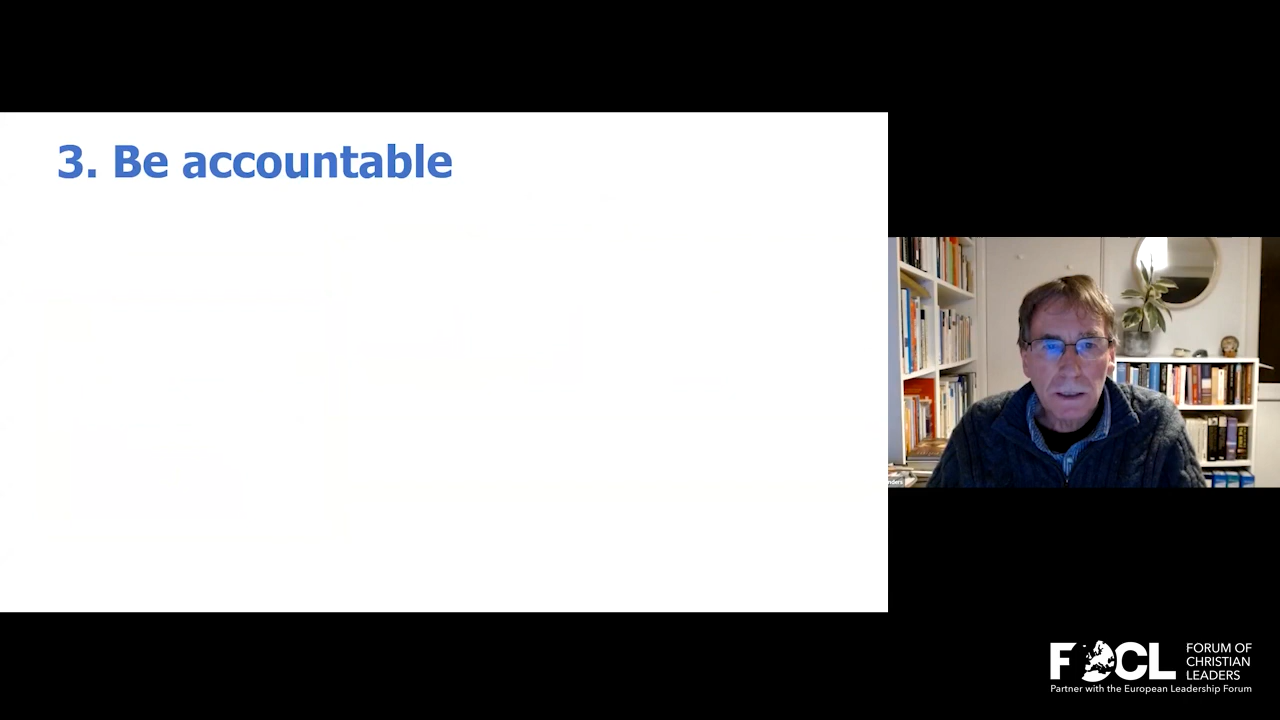 3. Be accountable
FOCL
FORUM OF
CHRISTIAN
LEADERS
Partner with the European Leadership Forum